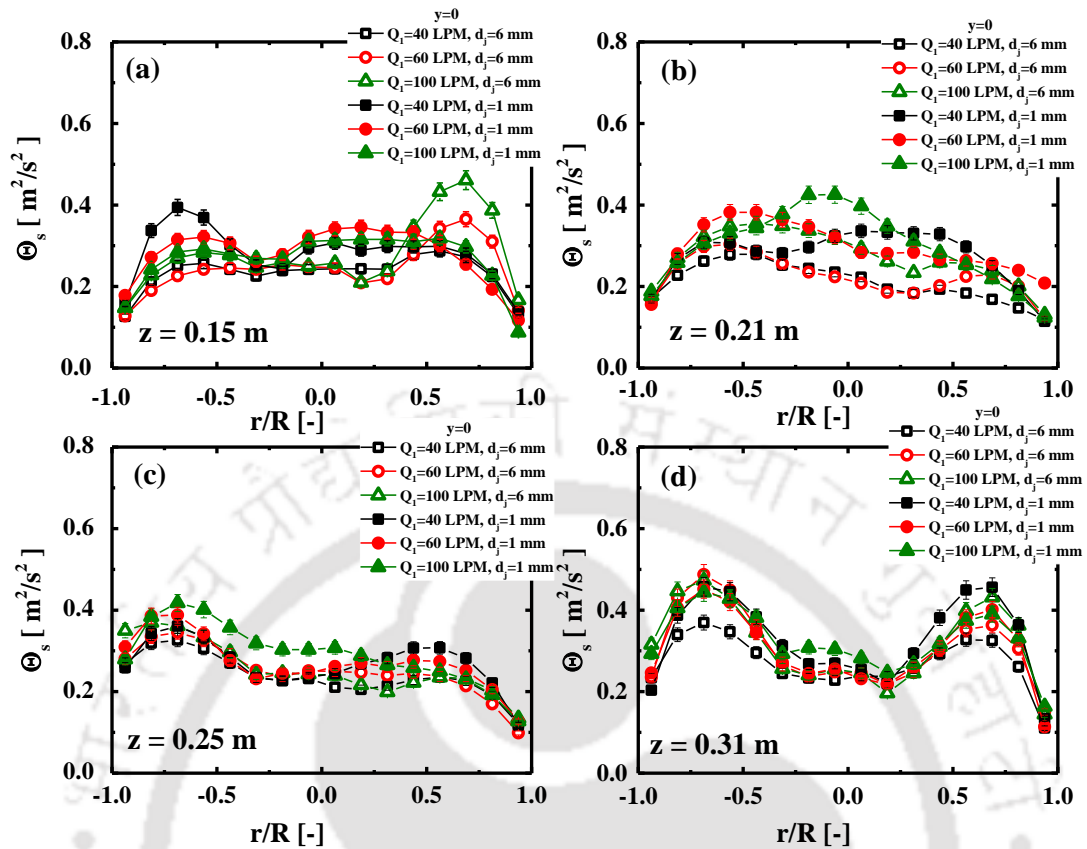 y=0
Q₁=40 LPM, dⱼ=6 mm
Q₁=60 LPM, dⱼ=6 mm
Q₁=100 LPM, dⱼ=6 mm
Q₁=40 LPM, dⱼ=1 mm
Q₁=60 LPM, dⱼ=1 mm
Q₁=100 LPM, dⱼ=1 mm
(a)
0.8
0.6
0.4
0.2
0.0
Θₛ [ m²/s² ]
z = 0.15 m
-1.0 -0.5 0.0 0.5 1.0
r/R [-]
y=0
Q₁=40 LPM, dⱼ=6 mm
Q₁=60 LPM, dⱼ=6 mm
Q₁=100 LPM, dⱼ=6 mm
Q₁=40 LPM, dⱼ=1 mm
Q₁=60 LPM, dⱼ=1 mm
Q₁=100 LPM, dⱼ=1 mm
(b)
0.8
0.6
0.4
0.2
0.0
Θₛ [ m²/s² ]
z = 0.21 m
-1.0 -0.5 0.0 0.5 1.0
r/R [-]
y=0
Q₁=40 LPM, dⱼ=6 mm
Q₁=60 LPM, dⱼ=6 mm
Q₁=100 LPM, dⱼ=6 mm
Q₁=40 LPM, dⱼ=1 mm
Q₁=60 LPM, dⱼ=1 mm
Q₁=100 LPM, dⱼ=1 mm
(c)
0.8
0.6
0.4
0.2
0.0
Θₛ [ m²/s² ]
z = 0.25 m
-1.0 -0.5 0.0 0.5 1.0
r/R [-]
y=0
Q₁=40 LPM, dⱼ=6 mm
Q₁=60 LPM, dⱼ=6 mm
Q₁=100 LPM, dⱼ=6 mm
Q₁=40 LPM, dⱼ=1 mm
Q₁=60 LPM, dⱼ=1 mm
Q₁=100 LPM, dⱼ=1 mm
(d)
0.8
0.6
0.4
0.2
0.0
Θₛ [ m²/s² ]
z = 0.31 m
-1.0 -0.5 0.0 0.5 1.0
r/R [-]